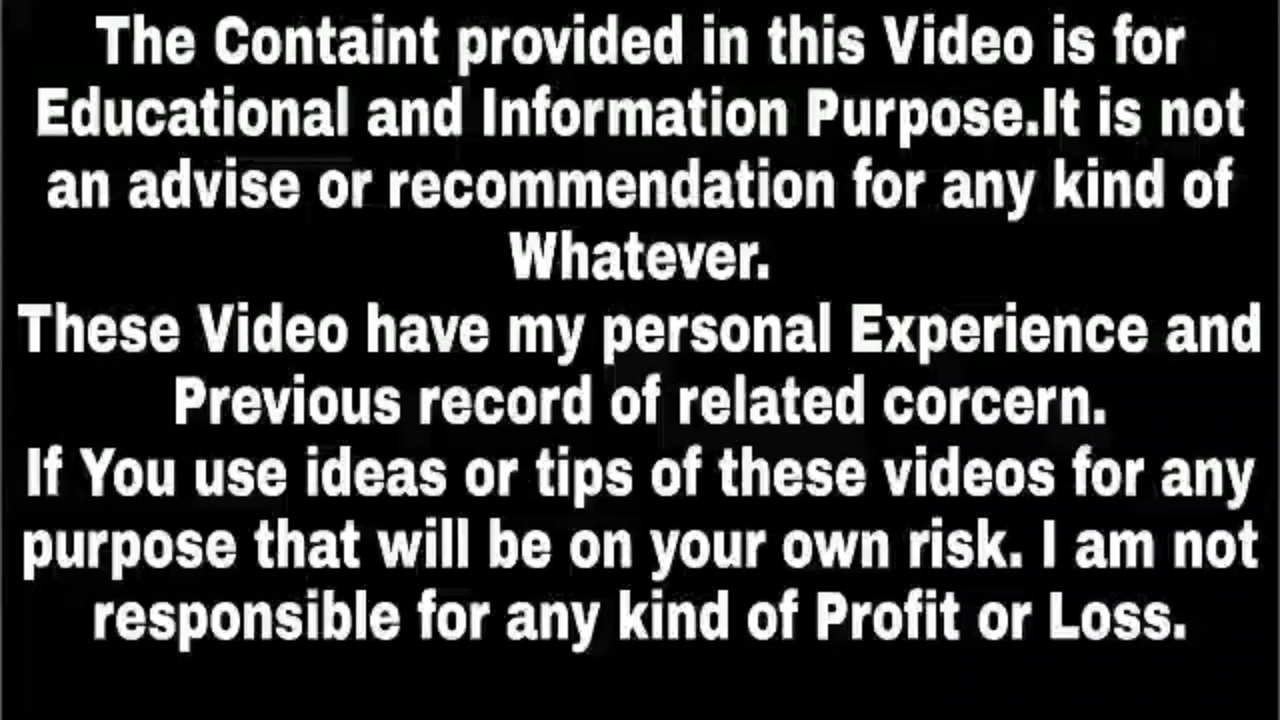 The Containt provided in this Video is for
Educational and Information Purpose.It is not
an advise or recommendation for any kind of
Whatever.
These Video have my personal Experience and
Previous record of related corcern.
If You use ideas or tips of these videos for any
purpose that will be on your own risk. I am not
responsible for any kind of Profit or Loss.